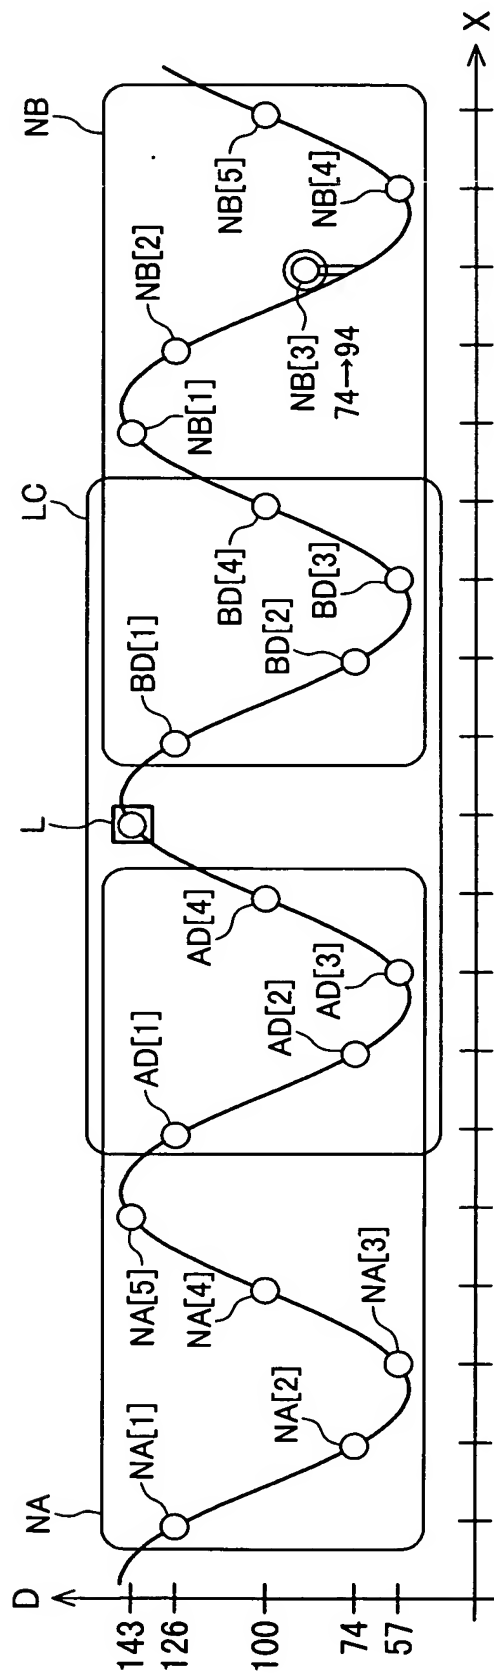 D
NA
LC
L
NB
143
126
100
74
57
NA[1]
NA[2]
NA[3]
NA[4]
NA[5]
AD[1]
AD[2]
AD[3]
AD[4]
BD[1]
BD[2]
BD[3]
BD[4]
NB[1]
NB[2]
NB[3]
74→94
NB[4]
NB[5]
X